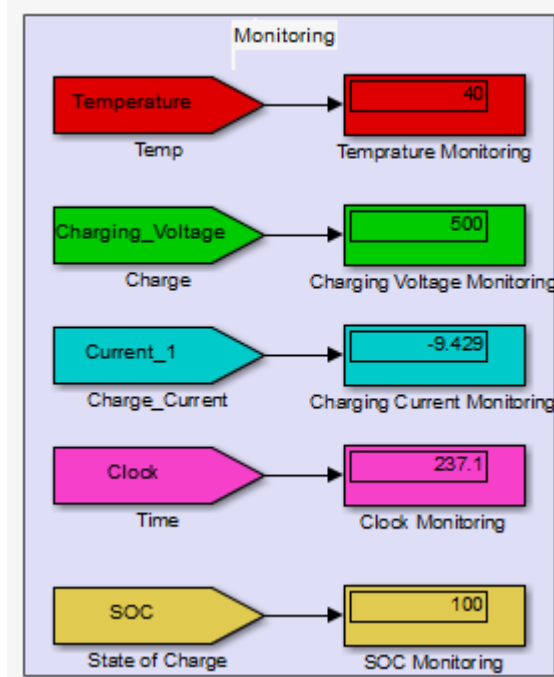 Monitoring
Temperature
40
Temp
Temprature Monitoring
Charging_Voltage
500
Charge
Charging Voltage Monitoring
Current_1
-9.429
Charge_Current
Charging Current Monitoring
Clock
237.1
Time
Clock Monitoring
SOC
100
State of Charge
SOC Monitoring